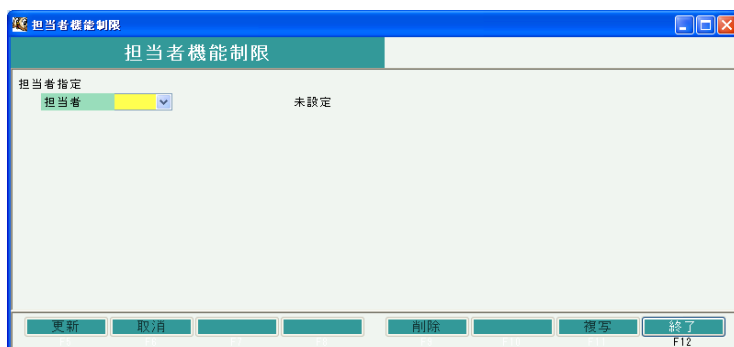 担当者機能制限
担当者機能制限
担当者指定
担当者 未設定
更新 取消 削除 複写 終了
F12